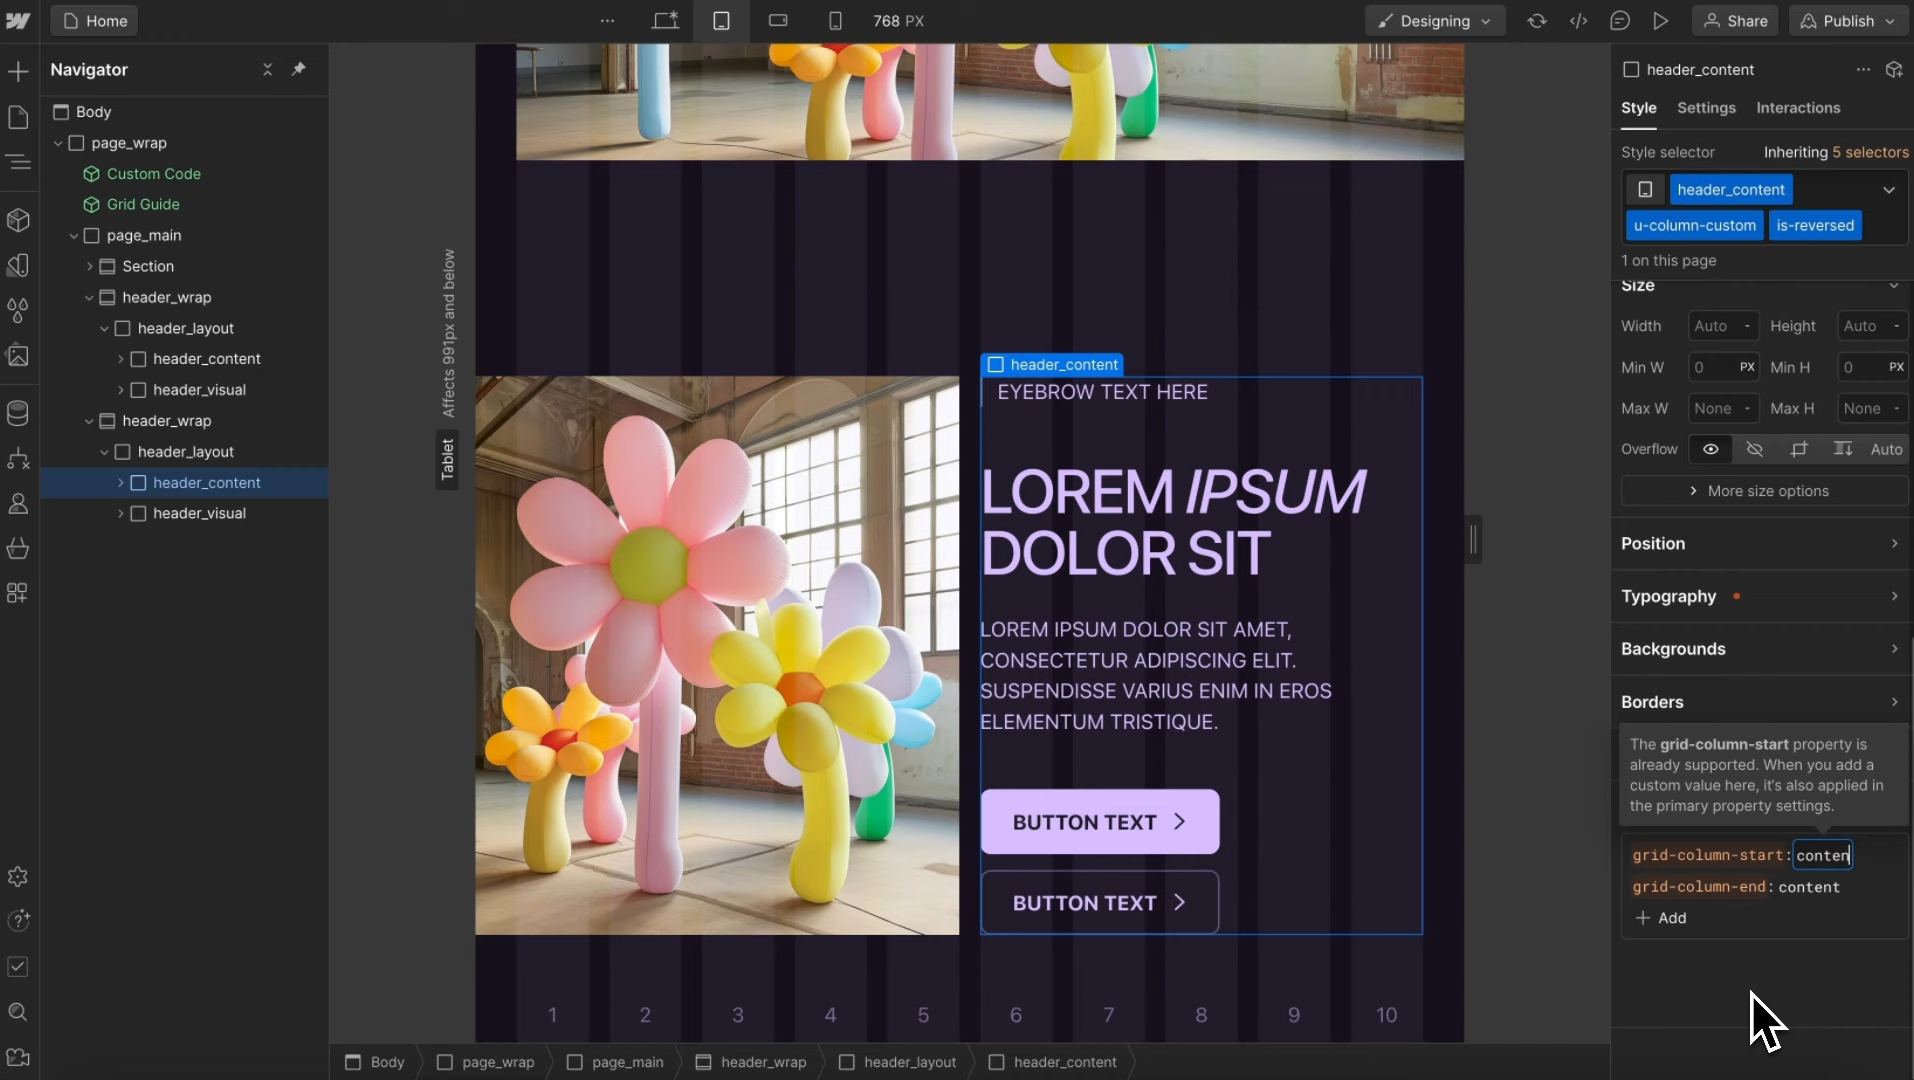 Home
768 PX
Designing
Share
Publish
Navigator
Body
page_wrap
Custom Code
Grid Guide
page_main
Section
header_wrap
header_layout
header_content
header_visual
header_wrap
header_layout
header_content
header_visual
Affects 991px and below
Tablet
header_content
EYEBROW TEXT HERE
LOREM IPSUM
DOLOR SIT
LOREM IPSUM DOLOR SIT AMET,
CONSECTETUR ADIPISCING ELIT.
SUSPENDISSE VARIUS ENIM IN EROS
ELEMENTUM TRISTIQUE.
BUTTON TEXT
BUTTON TEXT
1 2 3 4 5 6 7 8 9 10
Body page_wrap page_main header_wrap header_layout header_content
header_content
Style Settings Interactions
Style selector Inheriting 5 selectors
header_content
u-column-custom is-reversed
1 on this page
Size
Width Auto - Height Auto -
Min W 0 PX Min H 0 PX
Max W None - Max H None -
Overflow Auto
More size options
Position
Typography
Backgrounds
Borders
The grid-column-start property is
already supported. When you add a
custom value here, it's also applied in
the primary property settings.
grid-column-start: conten
grid-column-end: content
Add